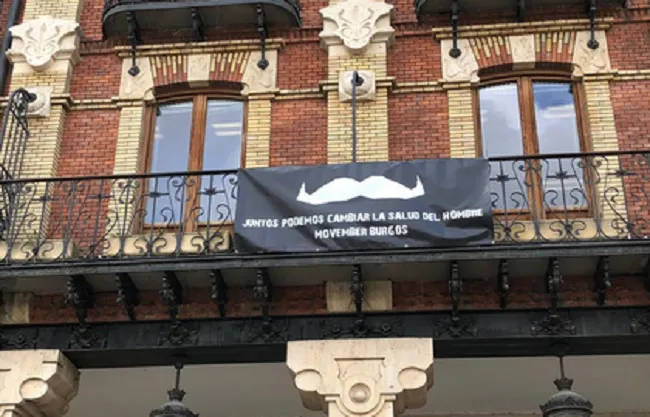 JUNTOS PODEMOS CAMBIAR LA SALUD DEL HOMBRE
MOVEMBER BURGOS